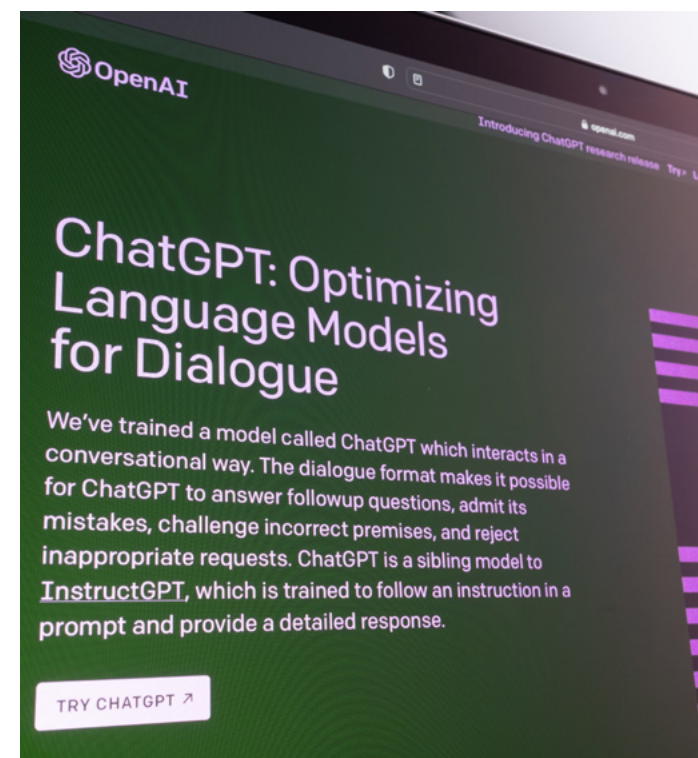 OpenAI
openai.com
Introducing ChatGPT research release Try↗ L
ChatGPT: Optimizing
Language Models
for Dialogue
We’ve trained a model called ChatGPT which interacts in a
conversational way. The dialogue format makes it possible
for ChatGPT to answer followup questions, admit its
mistakes, challenge incorrect premises, and reject
inappropriate requests. ChatGPT is a sibling model to
InstructGPT, which is trained to follow an instruction in a
prompt and provide a detailed response.
TRY CHATGPT ↗